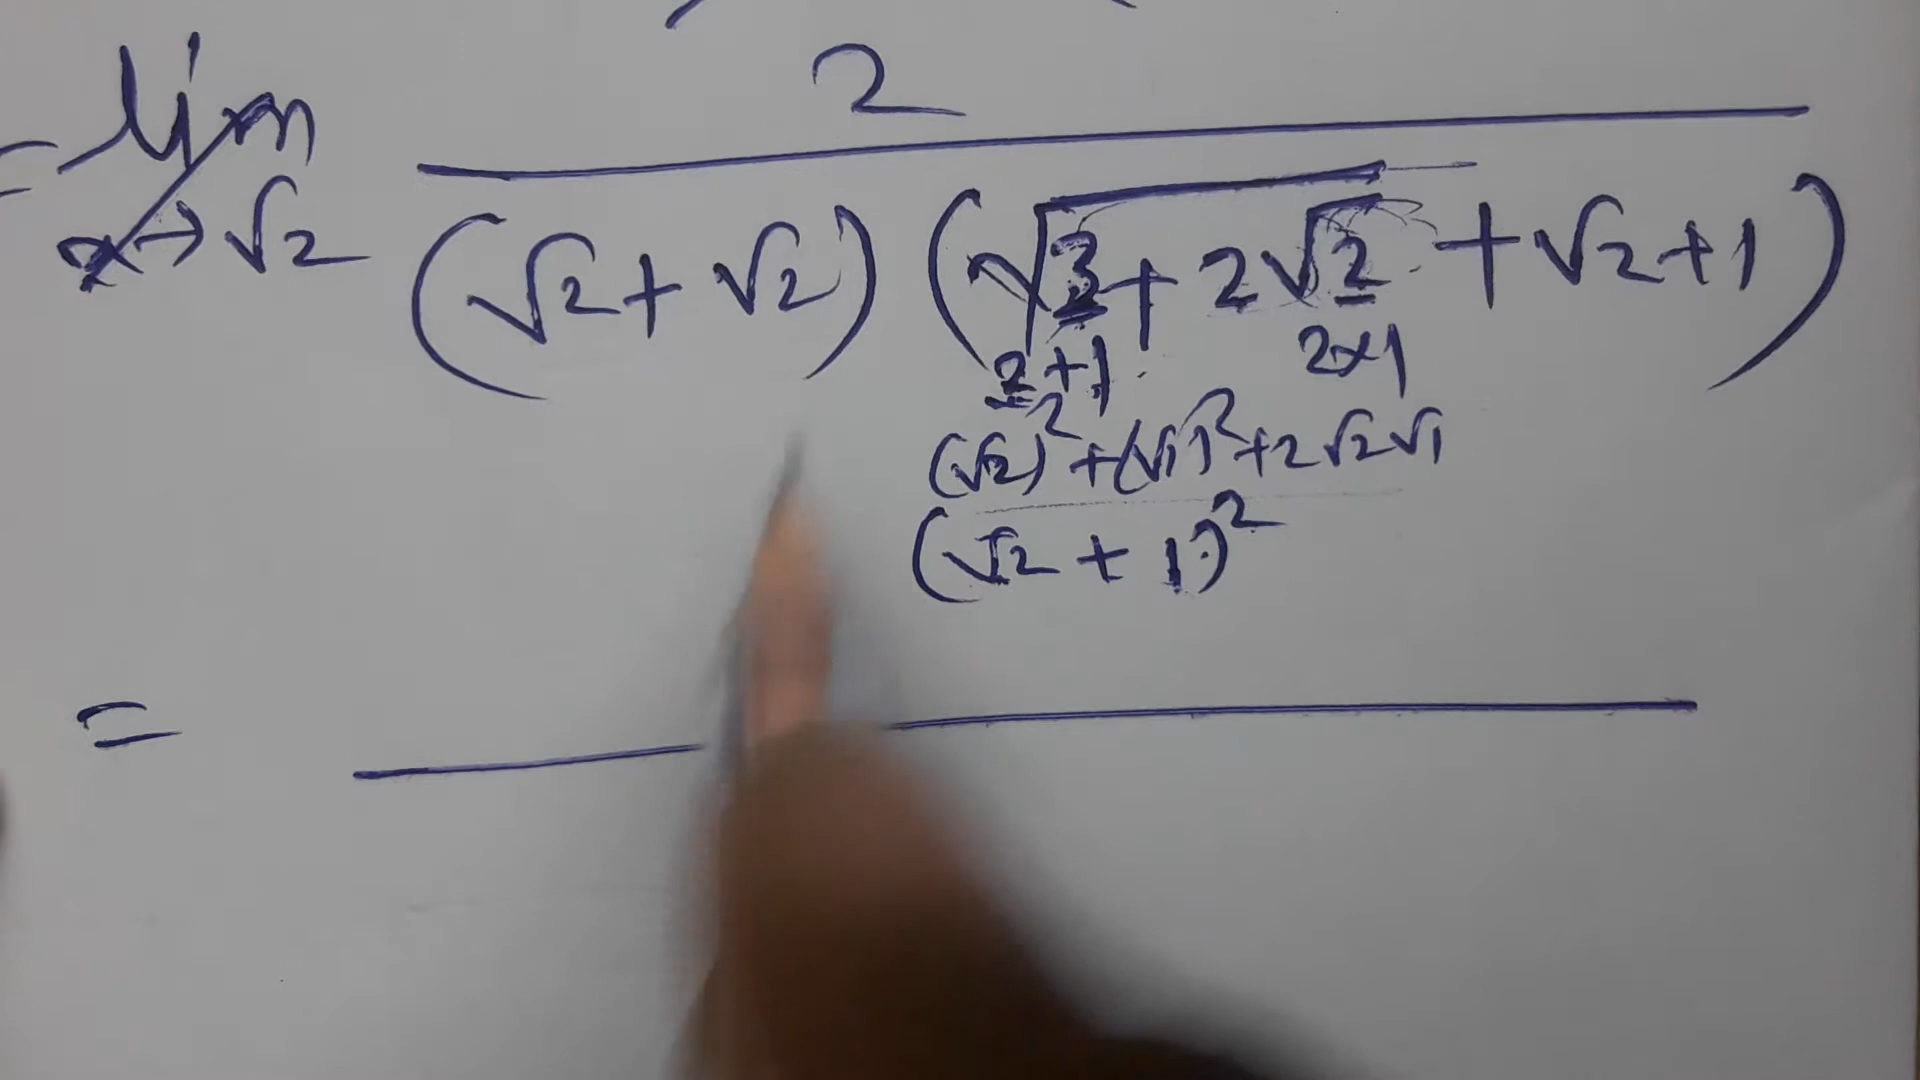 2
= lim x→√2
(√2 + √2) (√3 + 2√2 + √2 + 1)
2+1 2×1
(√2)² + (√1)² + 2√2√1
(√2 + 1)²
=